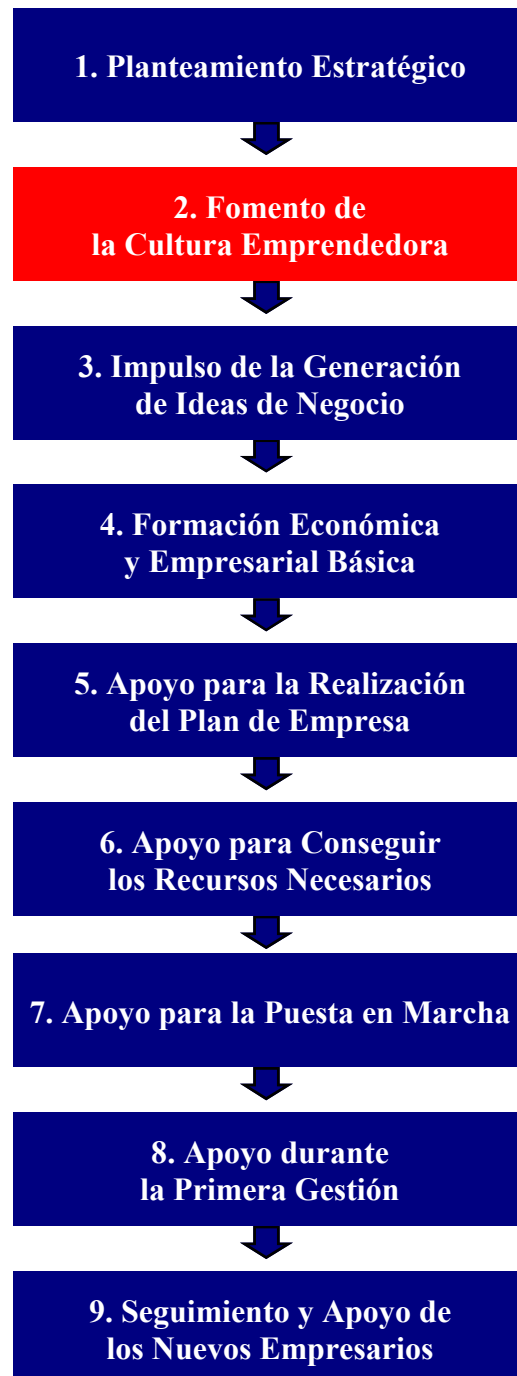 1. Planteamiento Estratégico
2. Fomento de
la Cultura Emprendedora
3. Impulso de la Generación
de Ideas de Negocio
4. Formación Económica
y Empresarial Básica
5. Apoyo para la Realización
del Plan de Empresa
6. Apoyo para Conseguir
los Recursos Necesarios
7. Apoyo para la Puesta en Marcha
8. Apoyo durante
la Primera Gestión
9. Seguimiento y Apoyo de
los Nuevos Empresarios